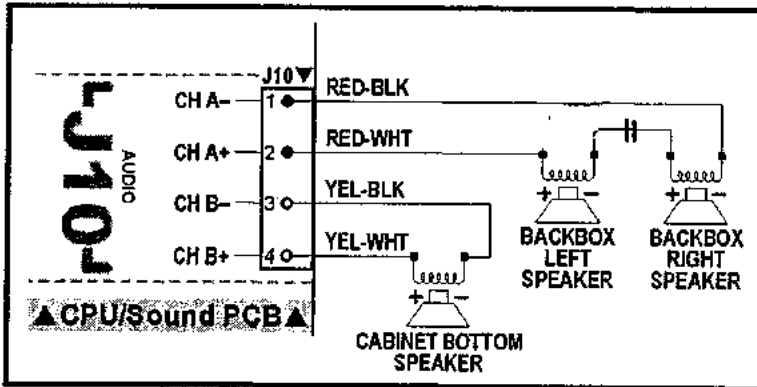 J10▼
CH A– 1 RED-BLK
CH A+ 2 RED-WHT
CH B– 3 YEL-BLK
CH B+ 4 YEL-WHT
J10
AUDIO
+ –
BACKBOX
LEFT
SPEAKER
+ –
BACKBOX
RIGHT
SPEAKER
+ –
CABINET BOTTOM
SPEAKER
▲CPU/Sound PCB▲